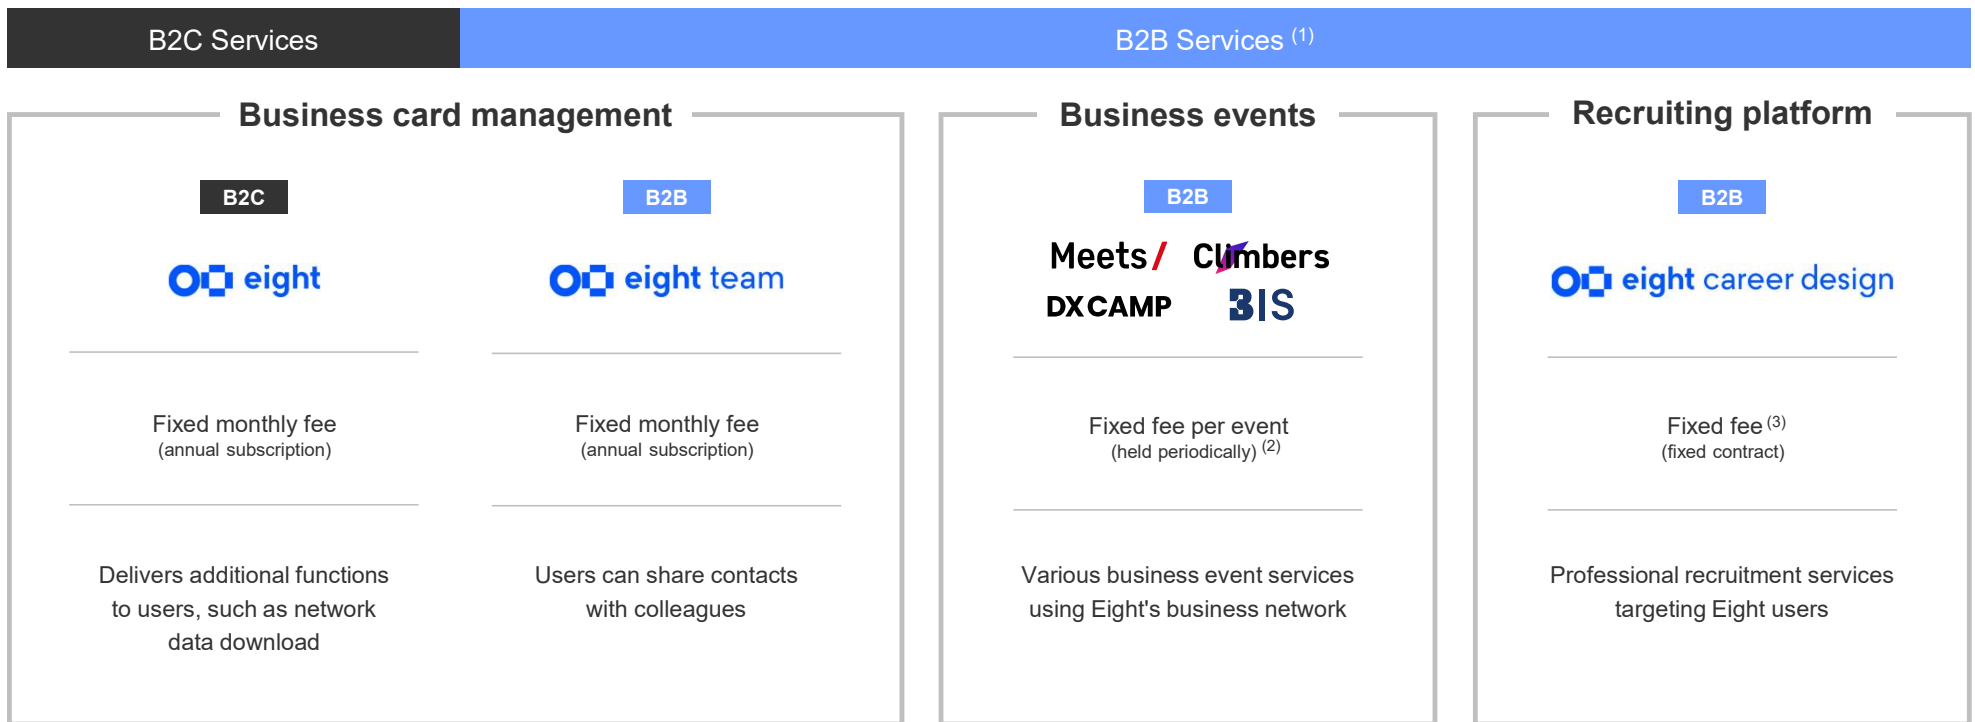 B2C Services
B2B Services (1)
Business card management
B2C
eight
Fixed monthly fee
(annual subscription)
Delivers additional functions
to users, such as network
data download
B2B
eight team
Fixed monthly fee
(annual subscription)
Users can share contacts
with colleagues
Business events
B2B
Meets/ Climbers
DX CAMP BIS
Fixed fee per event
(held periodically) (2)
Various business event services
using Eight's business network
Recruiting platform
B2B
eight career design
Fixed fee (3)
(fixed contract)
Professional recruitment services
targeting Eight users